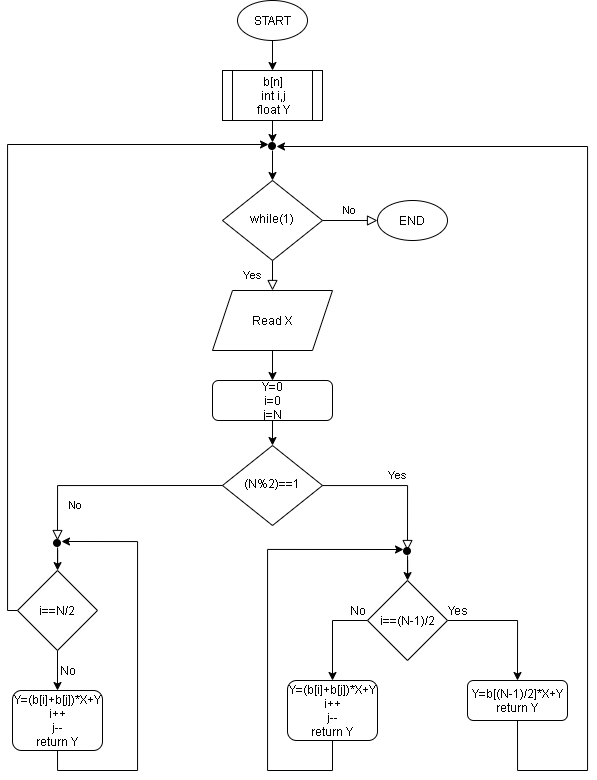 START
b[n]
int i,j
float Y
while(1)
No
END
Yes
Read X
Y=0
i=0
j=N
(N%2)==1
Yes
No
i==N/2
i==(N-1)/2
No
Yes
No
Y=(b[i]+b[j])*X+Y
i++
j--
return Y
Y=(b[i]+b[j])*X+Y
i++
j--
return Y
Y=b[(N-1)/2]*X+Y
return Y